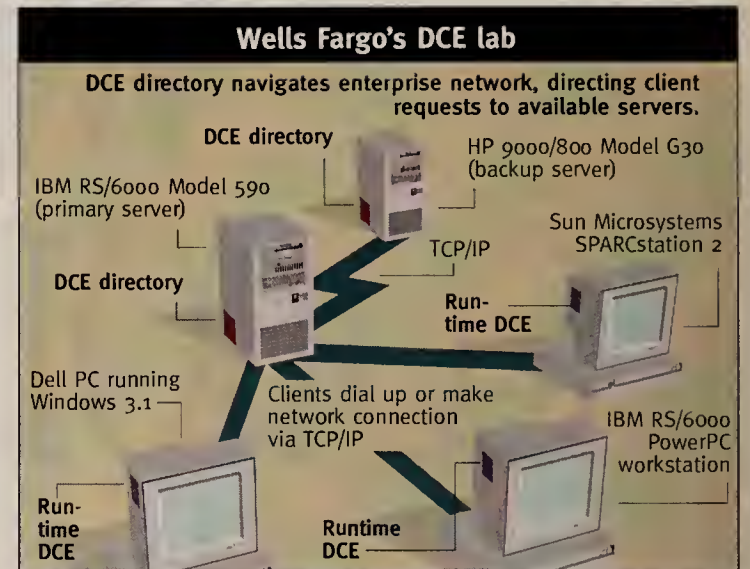 Wells Fargo's DCE lab
DCE directory navigates enterprise network, directing client
requests to available servers.
DCE directory
HP 9000/800 Model G30
(backup server)
IBM RS/6000 Model 590
(primary server)
Sun Microsystems
SPARCstation 2
TCP/IP
DCE directory
Run-
time DCE
Dell PC running
Windows 3.1
Clients dial up or make
network connection
via TCP/IP
IBM RS/6000
PowerPC
workstation
Run-
time
DCE
Runtime
DCE